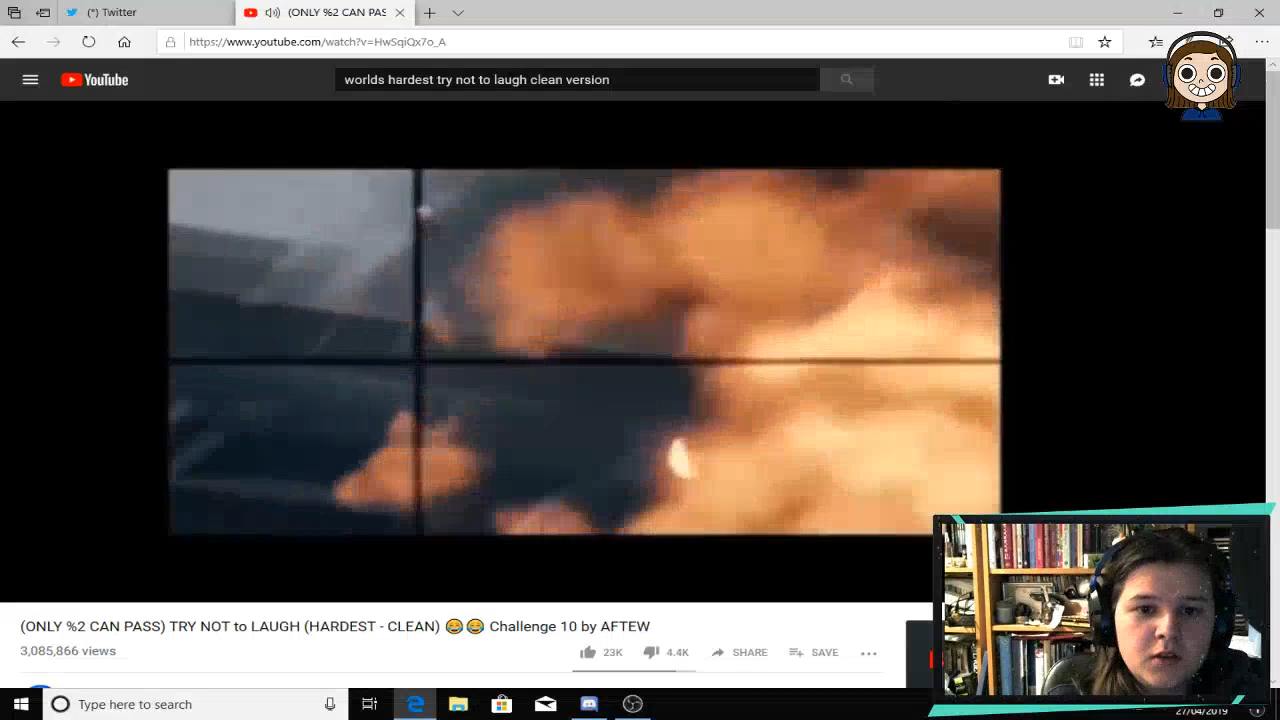 (*) Twitter
(ONLY %2 CAN PAS
https://www.youtube.com/watch?v=HwSqiQx7o_A
YouTube
worlds hardest try not to laugh clean version
(ONLY %2 CAN PASS) TRY NOT to LAUGH (HARDEST - CLEAN) 😂😂 Challenge 10 by AFTEW
3,085,866 views
23K
4.4K
SHARE
SAVE
Type here to search
27/04/2019